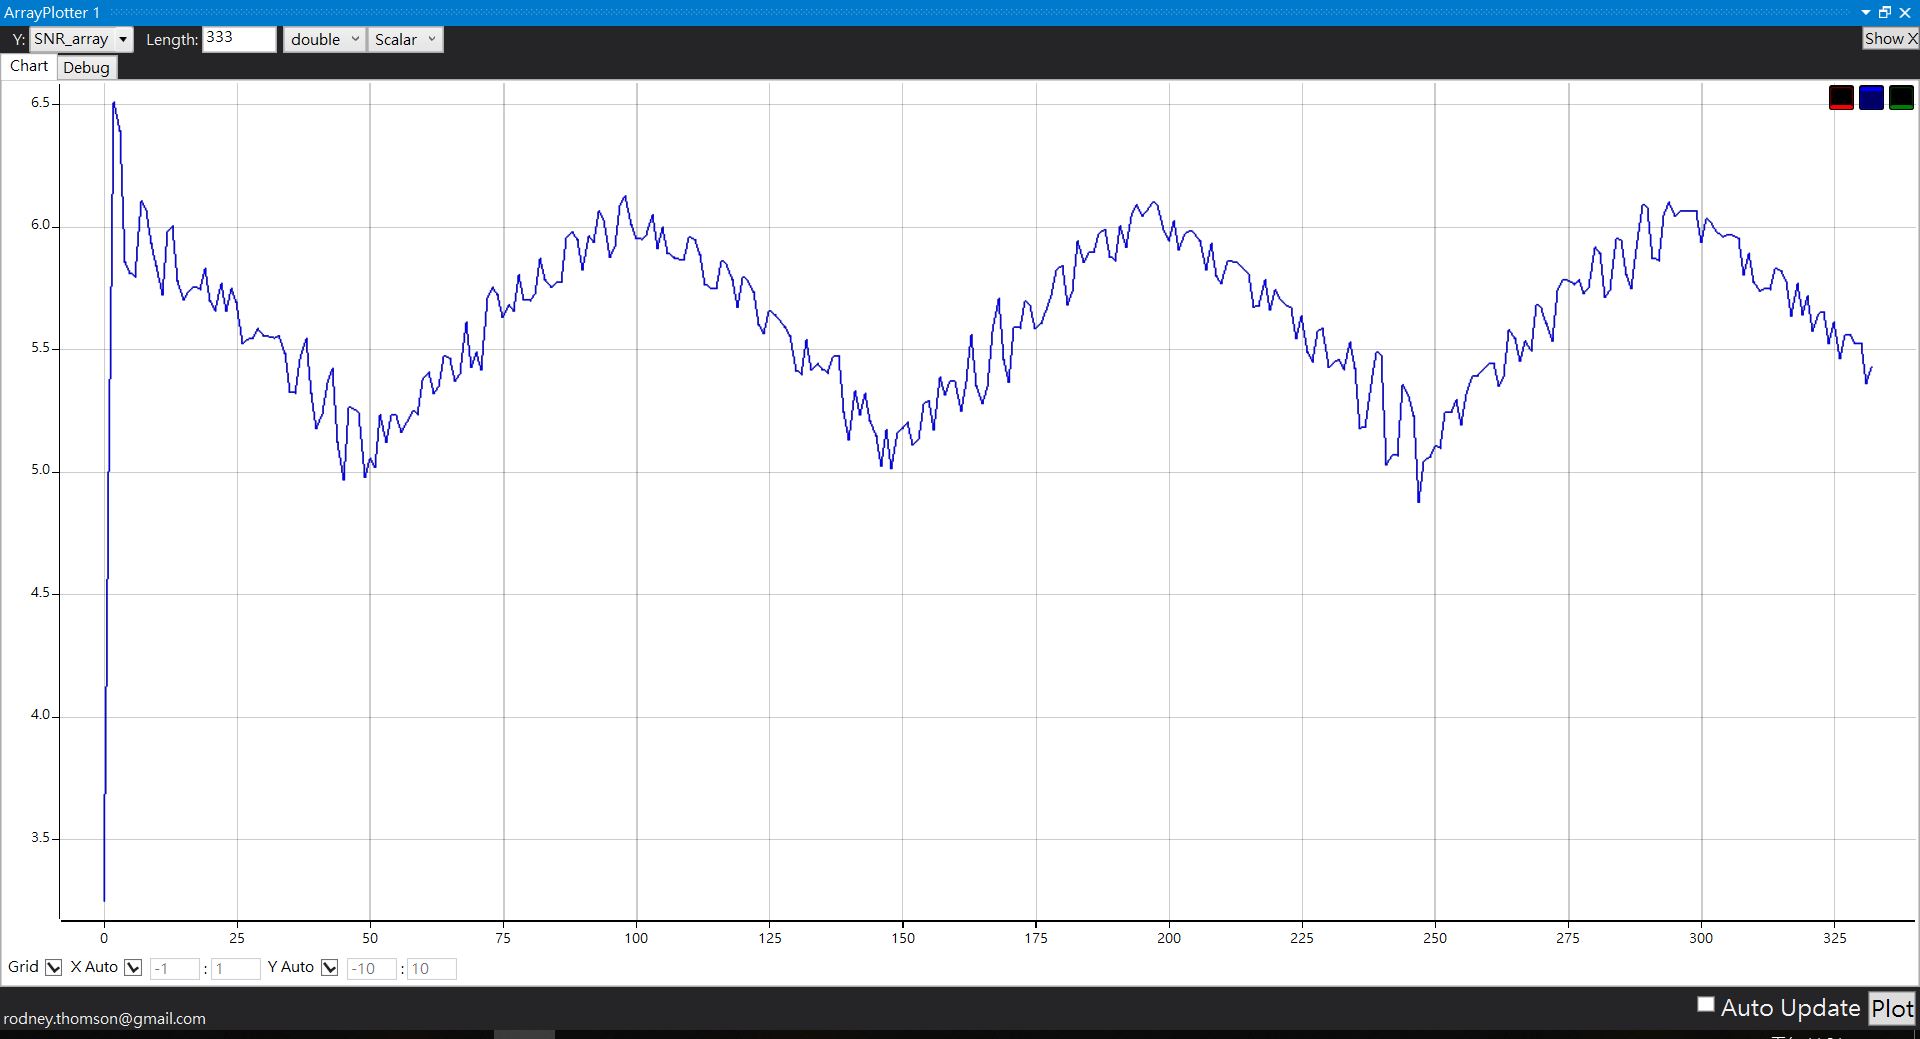 ArrayPlotter 1
Y: SNR_array Length: 333 double Scalar Show X
Chart Debug
6.5
6.0
5.5
5.0
4.5
4.0
3.5
0 25 50 75 100 125 150 175 200 225 250 275 300 325
Grid X Auto -1 : 1 Y Auto -10 : 10
Auto Update Plot
rodney.thomson@gmail.com